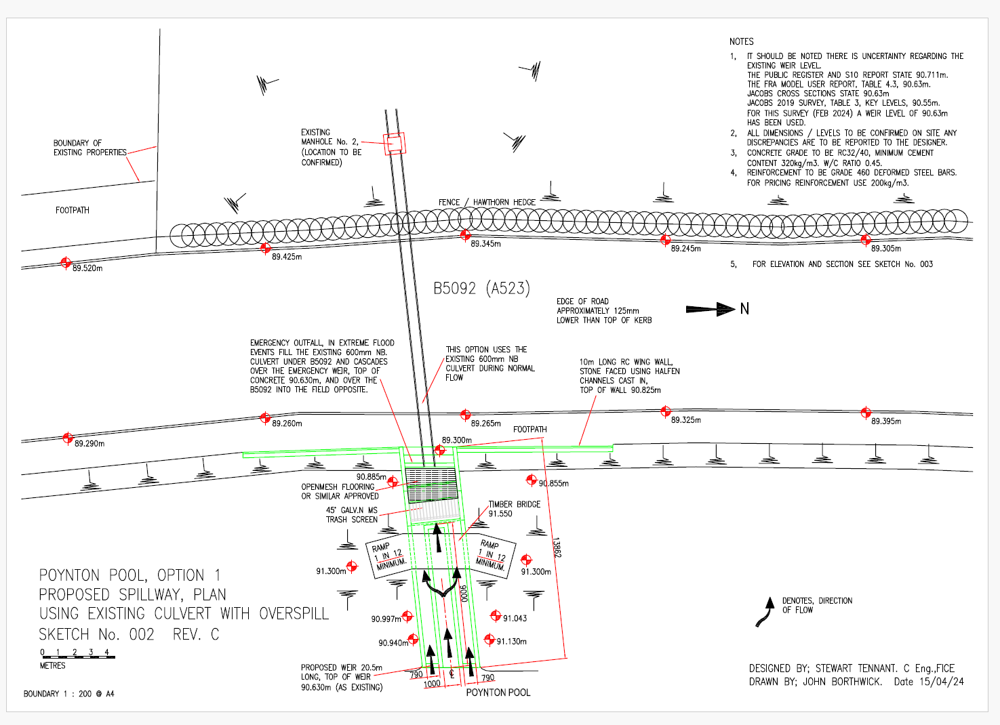 NOTES
1, IT SHOULD BE NOTED THERE IS UNCERTAINTY REGARDING THE
EXISTING WEIR LEVEL.
THE PUBLIC REGISTER AND S10 REPORT STATE 90.711m.
THE FRA MODEL USER REPORT, TABLE 4.3, 90.63m.
JACOBS CROSS SECTIONS STATE 90.63m
JACOBS 2019 SURVEY, TABLE 3, KEY LEVELS, 90.55m.
FOR THIS SURVEY (FEB 2024) A WEIR LEVEL OF 90.63m
HAS BEEN USED.
2, ALL DIMENSIONS / LEVELS TO BE CONFIRMED ON SITE ANY
DISCREPANCIES ARE TO BE REPORTED TO THE DESIGNER.
3, CONCRETE GRADE TO BE RC32/40, MINIMUM CEMENT
CONTENT 320kg/m3. W/C RATIO 0.45.
4, REINFORCEMENT TO BE GRADE 460 DEFORMED STEEL BARS.
FOR PRICING REINFORCEMENT USE 200kg/m3.
5, FOR ELEVATION AND SECTION SEE SKETCH No. 003
BOUNDARY OF
EXISTING PROPERTIES
EXISTING
MANHOLE No. 2,
(LOCATION TO BE
CONFIRMED)
FOOTPATH
FENCE / HAWTHORN HEDGE
89.520m
89.425m
89.345m
89.245m
89.305m
B5092 (A523)
EDGE OF ROAD
APPROXIMATELY 125mm
LOWER THAN TOP OF KERB
N
EMERGENCY OUTFALL, IN EXTREME FLOOD
EVENTS FILL THE EXISTING 600mm NB.
CULVERT UNDER B5092 AND CASCADES
OVER THE EMERGENCY WEIR, TOP OF
CONCRETE 90.630m, AND OVER THE
B5092 INTO THE FIELD OPPOSITE.
THIS OPTION USES THE
EXISTING 600mm NB
CULVERT DURING NORMAL
FLOW
10m LONG RC WING WALL,
STONE FACED USING HALFEN
CHANNELS CAST IN,
TOP OF WALL 90.825m
89.290m
89.260m
89.265m
89.325m
89.395m
FOOTPATH
89.300m
90.885m
90.855m
OPENMESH FLOORING
OR SIMILAR APPROVED
45° GALV.N MS
TRASH SCREEN
TIMBER BRIDGE
91.550
RAMP
1 IN 12
MINIMUM.
RAMP
1 IN 12
MINIMUM.
13862
91.300m
91.300m
9000
90.997m
91.043
90.940m
91.130m
PROPOSED WEIR 20.5m
LONG, TOP OF WEIR
90.630m (AS EXISTING)
790
1000
CL
790
POYNTON POOL
DENOTES, DIRECTION
OF FLOW
POYNTON POOL, OPTION 1
PROPOSED SPILLWAY, PLAN
USING EXISTING CULVERT WITH OVERSPILL
SKETCH No. 002 REV. C
0 1 2 3 4
METRES
BOUNDARY 1 : 200 @ A4
DESIGNED BY; STEWART TENNANT. C Eng.,FICE
DRAWN BY; JOHN BORTHWICK. Date 15/04/24